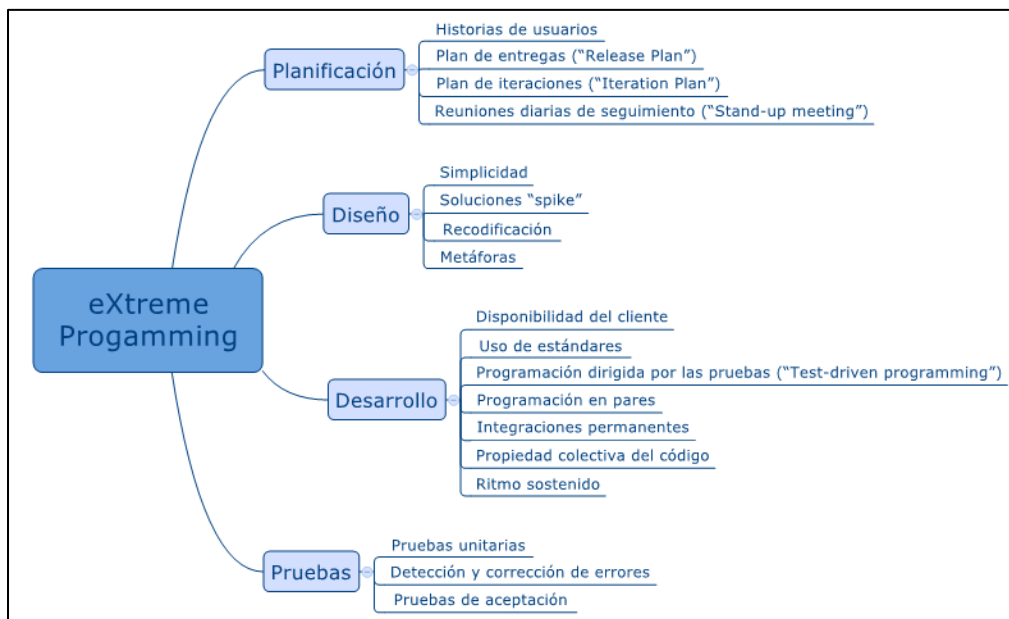 eXtreme
Progamming
Planificación
Historias de usuarios
Plan de entregas (“Release Plan”)
Plan de iteraciones (“Iteration Plan”)
Reuniones diarias de seguimiento (“Stand-up meeting”)
Diseño
Simplicidad
Soluciones “spike”
Recodificación
Metáforas
Desarrollo
Disponibilidad del cliente
Uso de estándares
Programación dirigida por las pruebas (“Test-driven programming”)
Programación en pares
Integraciones permanentes
Propiedad colectiva del código
Ritmo sostenido
Pruebas
Pruebas unitarias
Detección y corrección de errores
Pruebas de aceptación